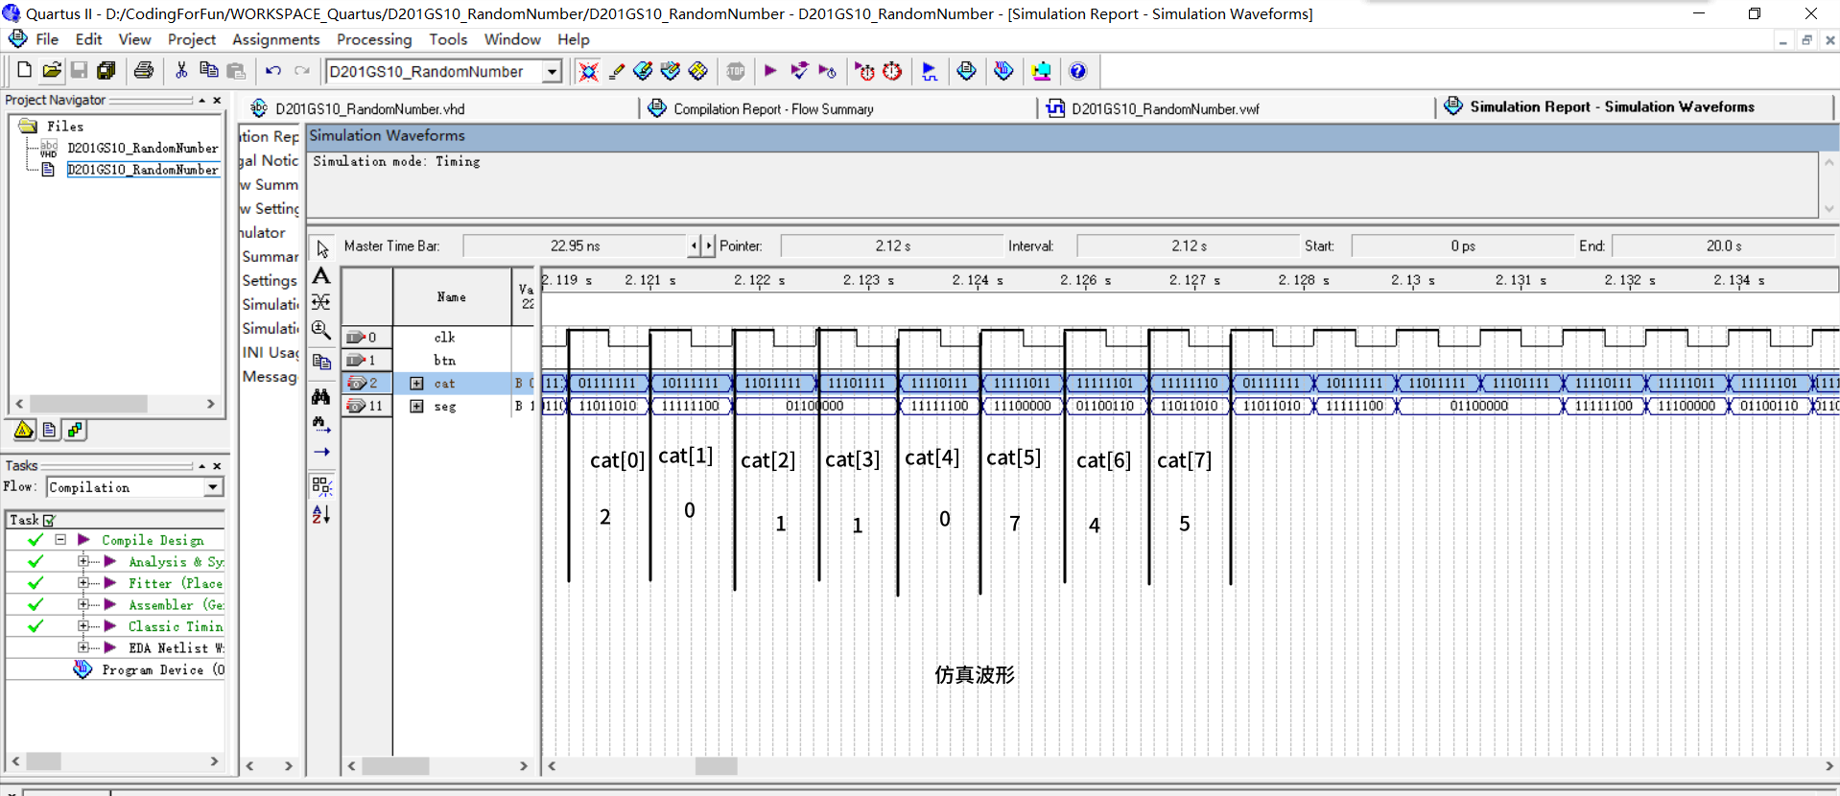 Quartus II - D:/CodingForFun/WORKSPACE_Quartus/D201GS10_RandomNumber/D201GS10_RandomNumber - D201GS10_RandomNumber - [Simulation Report - Simulation Waveforms]
File Edit View Project Assignments Processing Tools Window Help
D201GS10_RandomNumber
Project Navigator
Files
D201GS10_RandomNumber
D201GS10_RandomNumber
Tasks
Flow: Compilation
Task
Compile Design
Analysis & Sy
Fitter (Place
Assembler (Ge
Classic Timin
EDA Netlist W
Program Device (O
D201GS10_RandomNumber.vhd
Compilation Report - Flow Summary
D201GS10_RandomNumber.vwf
Simulation Report - Simulation Waveforms
ation Rep
gal Notic
w Summ
w Setting
nulator
Summar
Settings
Simulati
Simulati
INI Usag
Messag
Simulation Waveforms
Simulation mode: Timing
Master Time Bar: 22.95 ns Pointer: 2.12 s Interval: 2.12 s Start: 0 ps End: 20.0 s
Name Va 22
2.119 s 2.121 s 2.122 s 2.123 s 2.124 s 2.126 s 2.127 s 2.128 s 2.13 s 2.131 s 2.132 s 2.134 s
0 clk
1 btn
2 cat B 0 11: 01111111 10111111 11011111 11101111 11110111 11111011 11111101 11111110 01111111 10111111 11011111 11101111 11110111 11111011 11111101
11 seg B 1 11011010 11111100 01100000 11111100 11100000 01100110 11011010 11011010 11111100 01100000 11111100 11100000 01100110
cat[0] cat[1] cat[2] cat[3] cat[4] cat[5] cat[6] cat[7]
2 0 1 1 0 7 4 5
仿真波形